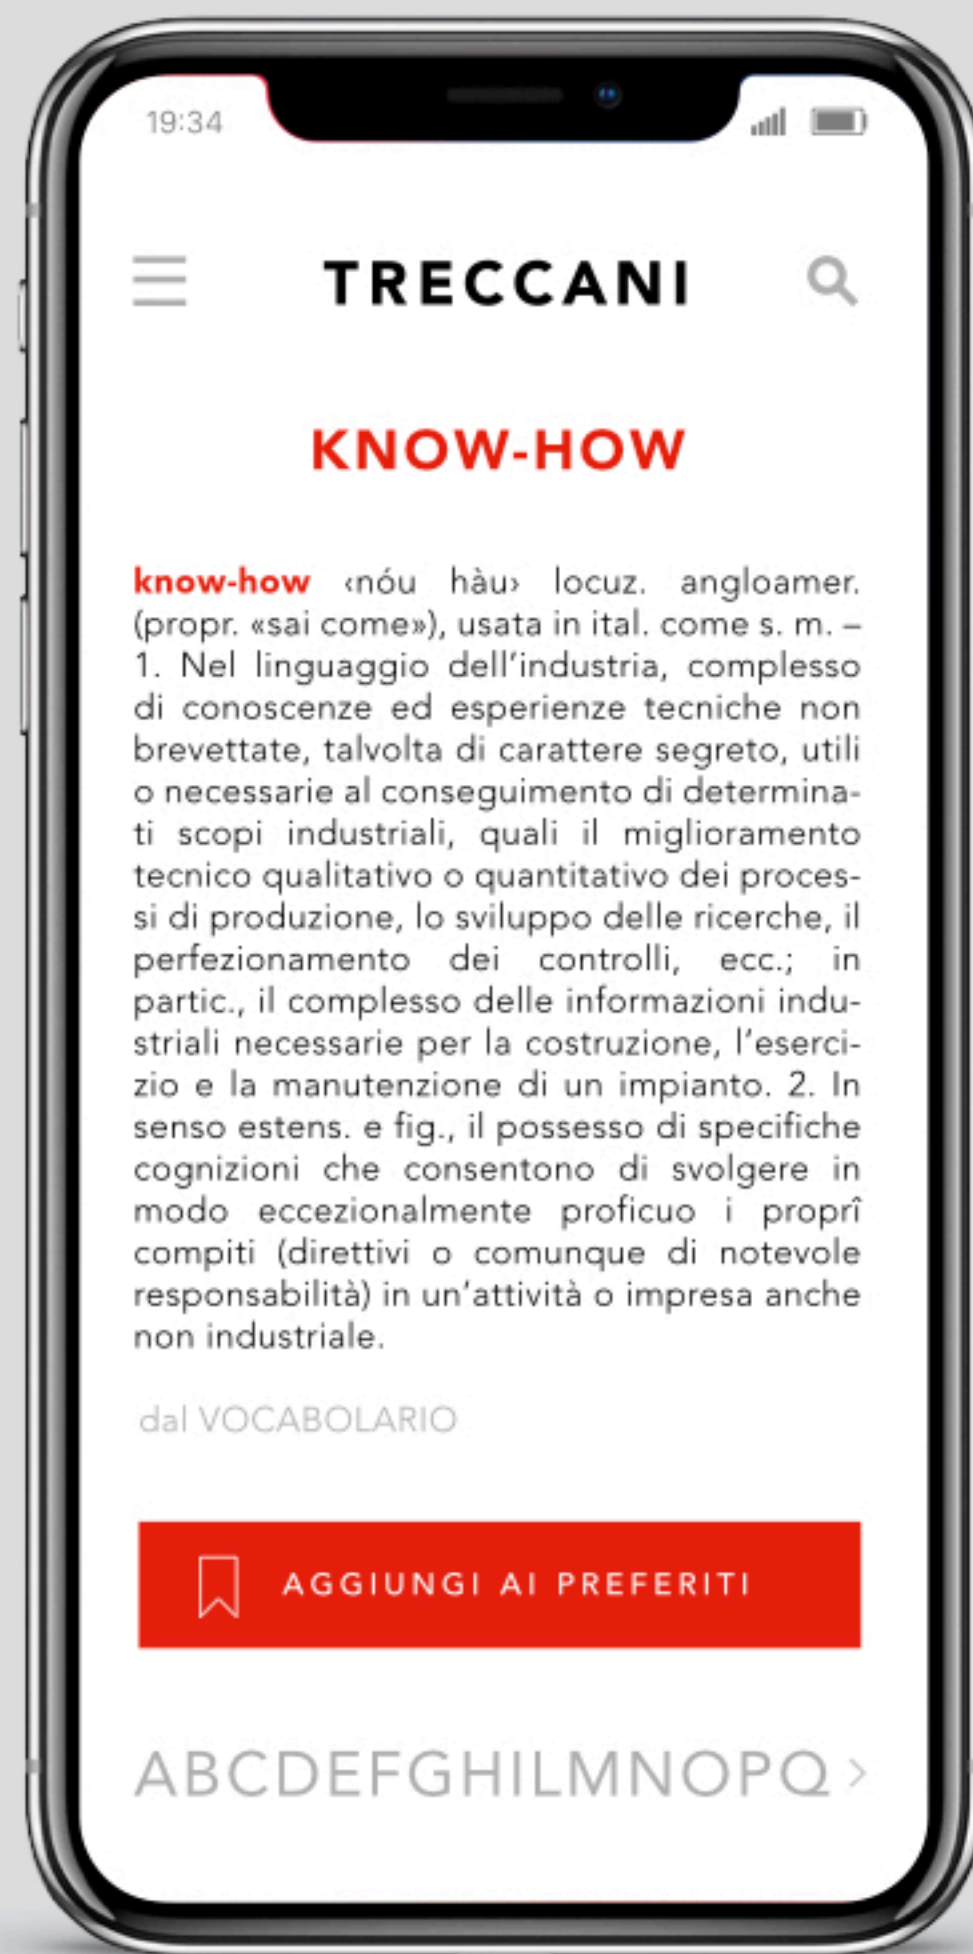 19:34
TRECCANI
KNOW-HOW
know-how ‹nóu hàu› locuz. angloamer.
(propr. «sai come»), usata in ital. come s. m. –
1. Nel linguaggio dell'industria, complesso
di conoscenze ed esperienze tecniche non
brevettate, talvolta di carattere segreto, utili
o necessarie al conseguimento di determina-
ti scopi industriali, quali il miglioramento
tecnico qualitativo o quantitativo dei proces-
si di produzione, lo sviluppo delle ricerche, il
perfezionamento dei controlli, ecc.; in
partic., il complesso delle informazioni indu-
striali necessarie per la costruzione, l'eserci-
zio e la manutenzione di un impianto. 2. In
senso estens. e fig., il possesso di specifiche
cognizioni che consentono di svolgere in
modo eccezionalmente proficuo i proprî
compiti (direttivi o comunque di notevole
responsabilità) in un'attività o impresa anche
non industriale.
dal VOCABOLARIO
AGGIUNGI AI PREFERITI
ABCDEFGHILMNOPQ >